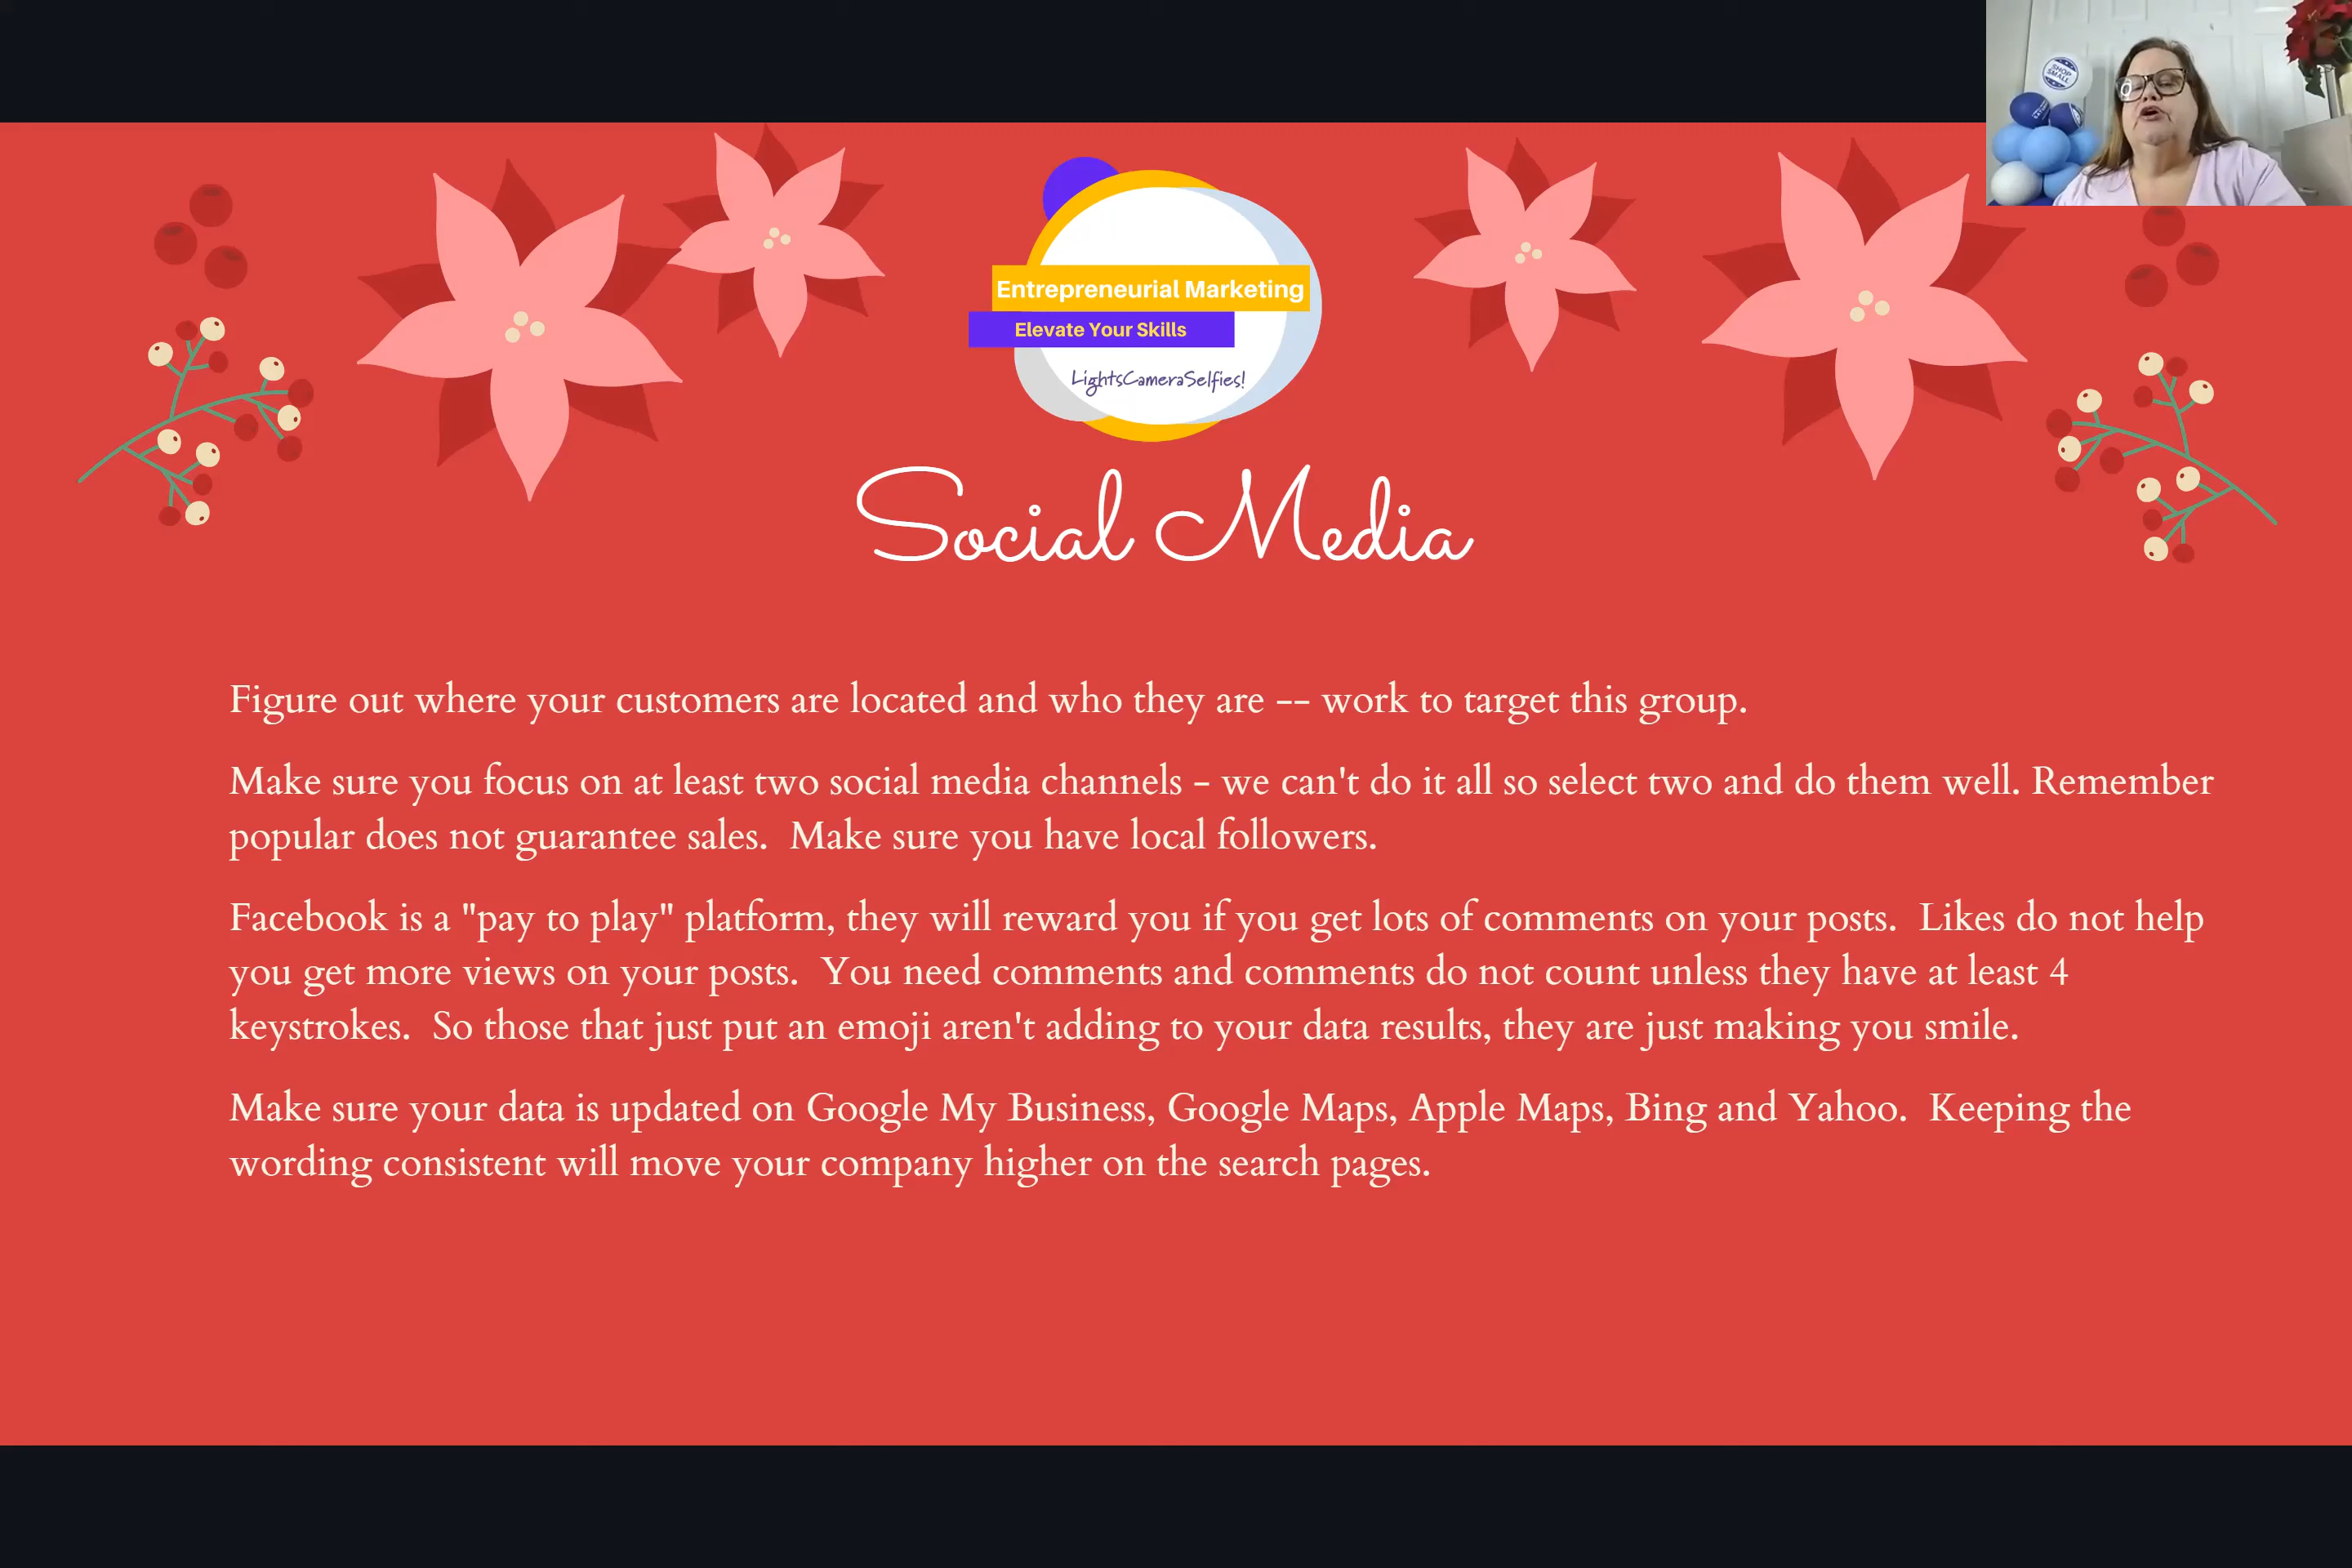 SHOP
SMALL
Entrepreneurial Marketing
Elevate Your Skills
LightsCameraSelfies!
Social Media
Figure out where your customers are located and who they are -- work to target this group.
Make sure you focus on at least two social media channels - we can't do it all so select two and do them well. Remember
popular does not guarantee sales.  Make sure you have local followers.
Facebook is a "pay to play" platform, they will reward you if you get lots of comments on your posts.  Likes do not help
you get more views on your posts.  You need comments and comments do not count unless they have at least 4
keystrokes.  So those that just put an emoji aren't adding to your data results, they are just making you smile.
Make sure your data is updated on Google My Business, Google Maps, Apple Maps, Bing and Yahoo.  Keeping the
wording consistent will move your company higher on the search pages.